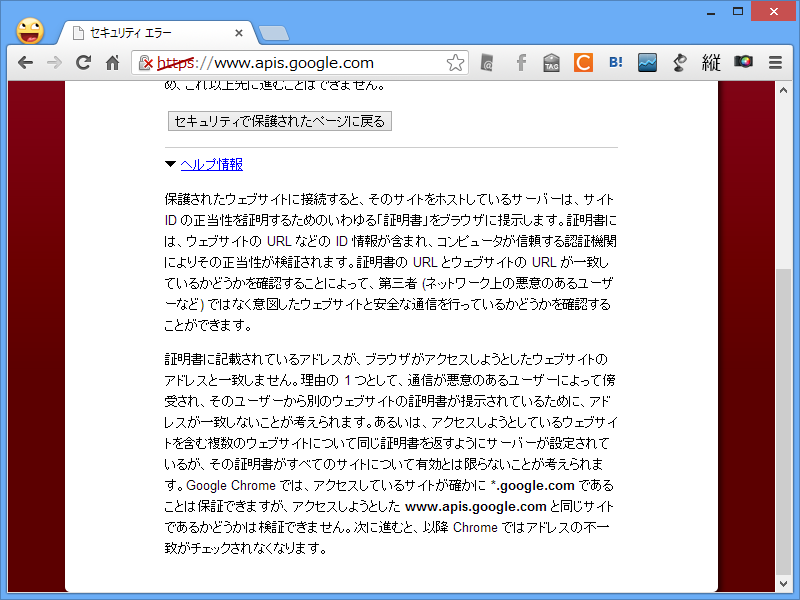 セキュリティ エラー
https://www.apis.google.com
f
TAG
C
B!
縦
め、これ以上先に進むことはできません。
セキュリティで保護されたページに戻る
ヘルプ情報
保護されたウェブサイトに接続すると、そのサイトをホストしているサーバーは、サイト
ID の正当性を証明するためのいわゆる「証明書」をブラウザに提示します。証明書に
は、ウェブサイトの URL などの ID 情報が含まれ、コンピュータが信頼する認証機関
によりその正当性が検証されます。証明書の URL とウェブサイトの URL が一致し
ているかどうかを確認することによって、第三者 (ネットワーク上の悪意のあるユーザ
ーなど) ではなく意図したウェブサイトと安全な通信を行っているかどうかを確認する
ことができます。
証明書に記載されているアドレスが、ブラウザがアクセスしようとしたウェブサイトの
アドレスと一致しません。理由の 1 つとして、通信が悪意のあるユーザーによって傍
受され、そのユーザーから別のウェブサイトの証明書が提示されているために、アド
レスが一致しないことが考えられます。あるいは、アクセスしようとしているウェブサイ
トを含む複数のウェブサイトについて同じ証明書を返すようにサーバーが設定されて
いるが、その証明書がすべてのサイトについて有効とは限らないことが考えられま
す。Google Chrome では、アクセスしているサイトが確かに *.google.com であ
ることは保証できますが、アクセスしようとした www.apis.google.com と同じサイト
であるかどうかは検証できません。次に進むと、以降 Chrome ではアドレスの不一
致がチェックされなくなります。